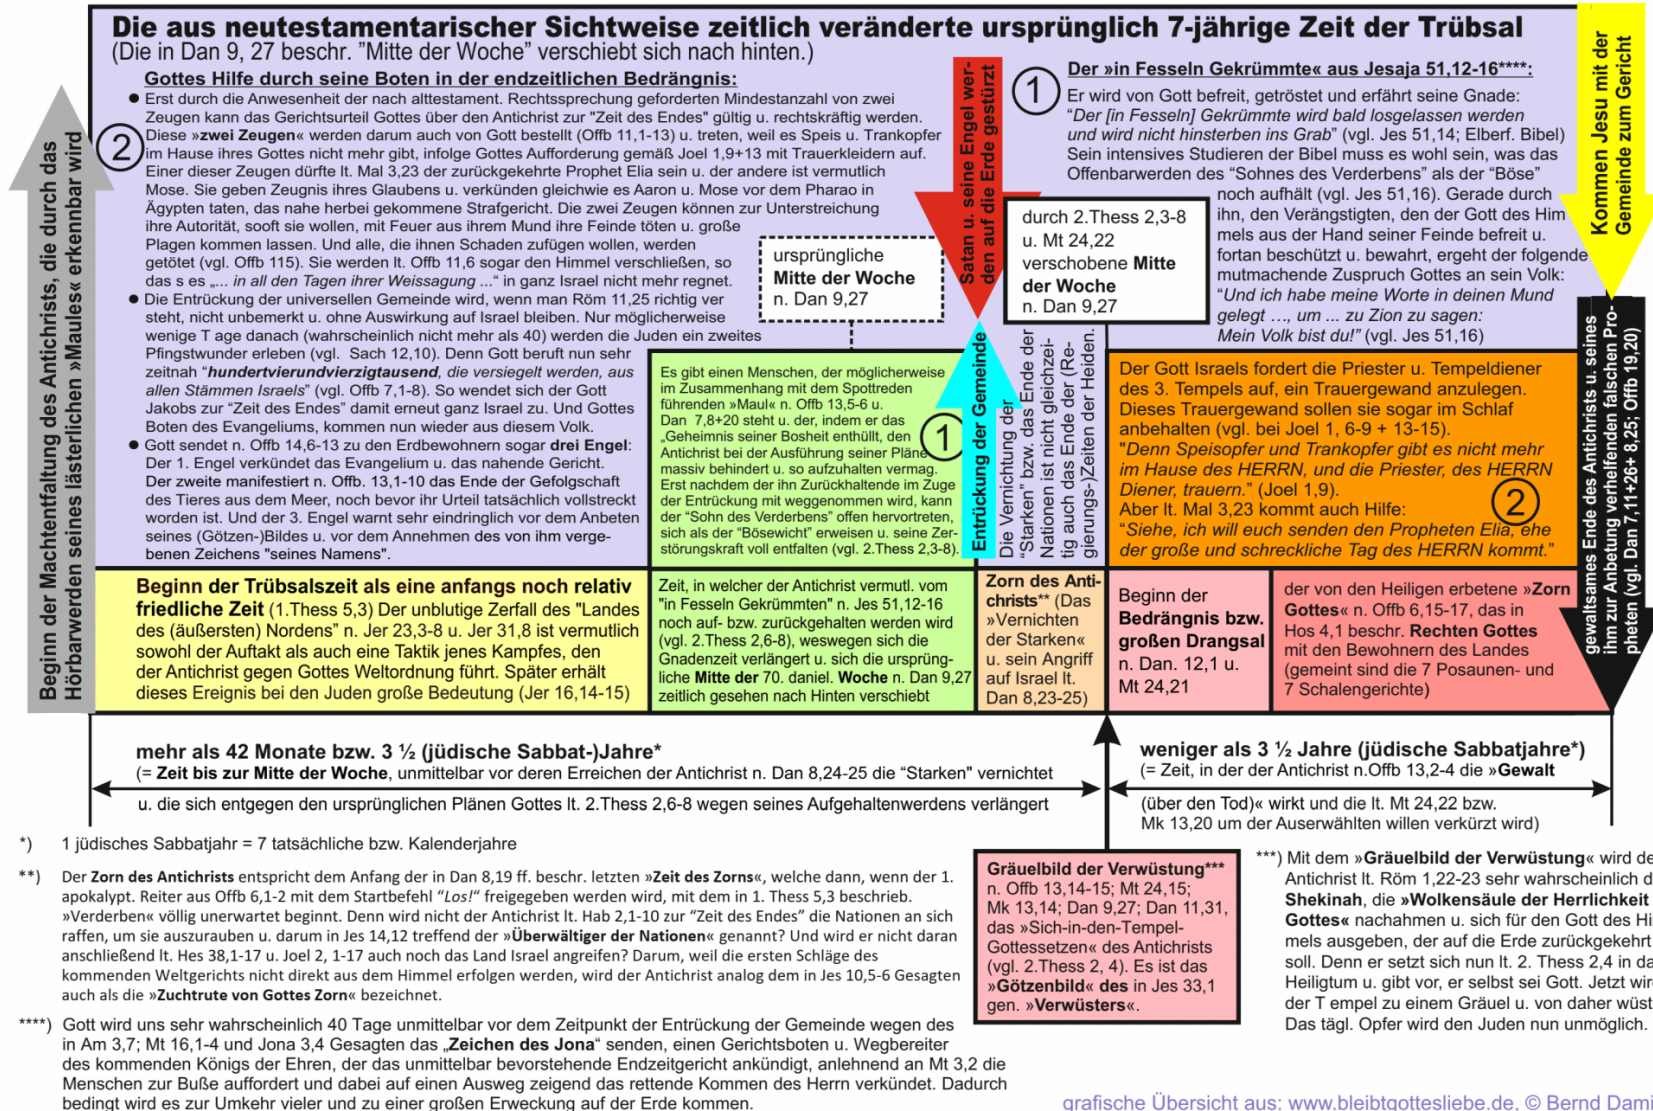 Die aus neutestamentarischer Sichtweise zeitlich veränderte ursprünglich 7-jährige Zeit der Trübsal
(Die in Dan 9, 27 beschr. "Mitte der Woche" verschiebt sich nach hinten.)
Beginn der Machtentfaltung des Antichrists, die durch das
Hörbarwerden seines lästerlichen »Maules« erkennbar wird
Gottes Hilfe durch seine Boten in der endzeitlichen Bedrängnis:
● Erst durch die Anwesenheit der nach alttestament. Rechtssprechung geforderten Mindestanzahl von zwei
Zeugen kann das Gerichtsurteil Gottes über den Antichrist zur "Zeit des Endes" gültig u. rechtskräftig werden.
Diese »zwei Zeugen« werden darum auch von Gott bestellt (Offb 11,1-13) u. treten, weil es Speis u. Trankopfer
im Hause ihres Gottes nicht mehr gibt, infolge Gottes Aufforderung gemäß Joel 1,9+13 mit Trauerkleidern auf.
Einer dieser Zeugen dürfte lt. Mal 3,23 der zurückgekehrte Prophet Elia sein u. der andere ist vermutlich
Mose. Sie geben Zeugnis ihres Glaubens u. verkünden gleichwie es Aaron u. Mose vor dem Pharao in
Ägypten taten, das nahe herbei gekommene Strafgericht. Die zwei Zeugen können zur Unterstreichung
ihre Autorität, sooft sie wollen, mit Feuer aus ihrem Mund ihre Feinde töten u. große
Plagen kommen lassen. Und alle, die ihnen Schaden zufügen wollen, werden
getötet (vgl. Offb 115). Sie werden lt. Offb 11,6 sogar den Himmel verschließen, so
das s es „... in all den Tagen ihrer Weissagung ...“ in ganz Israel nicht mehr regnet.
● Die Entrückung der universellen Gemeinde wird, wenn man Röm 11,25 richtig ver
steht, nicht unbemerkt u. ohne Auswirkung auf Israel bleiben. Nur möglicherweise
wenige T age danach (wahrscheinlich nicht mehr als 40) werden die Juden ein zweites
Pfingstwunder erleben (vgl. Sach 12,10). Denn Gott beruft nun sehr
zeitnah “hundertvierundvierzigtausend, die versiegelt werden, aus
allen Stämmen Israels” (vgl. Offb 7,1-8). So wendet sich der Gott
Jakobs zur “Zeit des Endes” damit erneut ganz Israel zu. Und Gottes
Boten des Evangeliums, kommen nun wieder aus diesem Volk.
● Gott sendet n. Offb 14,6-13 zu den Erdbewohnern sogar drei Engel:
Der 1. Engel verkündet das Evangelium u. das nahende Gericht.
Der zweite manifestiert n. Offb. 13,1-10 das Ende der Gefolgschaft
des Tieres aus dem Meer, noch bevor ihr Urteil tatsächlich vollstreckt
worden ist. Und der 3. Engel warnt sehr eindringlich vor dem Anbeten
seines (Götzen-)Bildes u. vor dem Annehmen des von ihm verge-
benen Zeichens "seines Namens".
2
ursprüngliche
Mitte der Woche
n. Dan 9,27
Satan u. seine Engel wer-
den auf die Erde gestürzt
1
Der »in Fesseln Gekrümmte« aus Jesaja 51,12-16****:
Er wird von Gott befreit, getröstet und erfährt seine Gnade:
“Der [in Fesseln] Gekrümmte wird bald losgelassen werden
und wird nicht hinsterben ins Grab” (vgl. Jes 51,14; Elberf. Bibel)
Sein intensives Studieren der Bibel muss es wohl sein, was das
Offenbarwerden des “Sohnes des Verderbens” als der “Böse”
noch aufhält (vgl. Jes 51,16). Gerade durch
ihn, den Verängstigten, den der Gott des Him
mels aus der Hand seiner Feinde befreit u.
fortan beschützt u. bewahrt, ergeht der folgende
mutmachende Zuspruch Gottes an sein Volk:
“Und ich habe meine Worte in deinen Mund
gelegt …, um ... zu Zion zu sagen:
Mein Volk bist du!” (vgl. Jes 51,16)
durch 2.Thess 2,3-8
u. Mt 24,22
verschobene Mitte
der Woche
n. Dan 9,27
Kommen Jesu mit der
Gemeinde zum Gericht
Es gibt einen Menschen, der möglicherweise
im Zusammenhang mit dem Spottreden
führenden »Maul« n. Offb 13,5-6 u.
Dan 7,8+20 steht u. der, indem er das
„Geheimnis seiner Bosheit enthüllt, den
Antichrist bei der Ausführung seiner Pläne
massiv behindert u. so aufzuhalten vermag.
Erst nachdem der ihn Zurückhaltende im Zuge
der Entrückung mit weggenommen wird, kann
der “Sohn des Verderbens” offen hervortreten,
sich als der “Bösewicht” erweisen u. seine Zer-
störungskraft voll entfalten (vgl. 2.Thess 2,3-8).
1
Entrückung der Gemeinde
Die Vernichtung der
“Starken” bzw. das Ende der
Nationen ist nicht gleichzei-
tig auch das Ende der (Re-
gierungs-)Zeiten der Heiden.
Der Gott Israels fordert die Priester u. Tempeldiener
des 3. Tempels auf, ein Trauergewand anzulegen.
Dieses Trauergewand sollen sie sogar im Schlaf
anbehalten (vgl. bei Joel 1, 6-9 + 13-15).
"Denn Speisopfer und Trankopfer gibt es nicht mehr
im Hause des HERRN, und die Priester, des HERRN
Diener, trauern." (Joel 1,9).
Aber lt. Mal 3,23 kommt auch Hilfe:
“Siehe, ich will euch senden den Propheten Elia, ehe
der große und schreckliche Tag des HERRN kommt.”
2
gewaltsames Ende des Antichrists u. seines
ihm zur Anbetung verhelfenden falschen Pro-
pheten (vgl. Dan 7,11+26+ 8,25, Offb 19,20)
Beginn der Trübsalszeit als eine anfangs noch relativ
friedliche Zeit (1.Thess 5,3) Der unblutige Zerfall des "Landes
des (äußersten) Nordens” n. Jer 23,3-8 u. Jer 31,8 ist vermutlich
sowohl der Auftakt als auch eine Taktik jenes Kampfes, den
der Antichrist gegen Gottes Weltordnung führt. Später erhält
dieses Ereignis bei den Juden große Bedeutung (Jer 16,14-15)
Zeit, in welcher der Antichrist vermutl. vom
"in Fesseln Gekrümmten" n. Jes 51,12-16
noch auf- bzw. zurückgehalten werden wird
(vgl. 2.Thess 2,6-8), weswegen sich die
Gnadenzeit verlängert u. sich die ursprüng-
liche Mitte der 70. daniel. Woche n. Dan 9,27
zeitlich gesehen nach Hinten verschiebt
Zorn des Anti-
christs** (Das
»Vernichten
der Starken«
u. sein Angriff
auf Israel lt.
Dan 8,23-25)
Beginn der
Bedrängnis bzw.
großen Drangsal
n. Dan. 12,1 u.
Mt 24,21
der von den Heiligen erbetene »Zorn
Gottes« n. Offb 6,15-17, das in
Hos 4,1 beschr. Rechten Gottes
mit den Bewohnern des Landes
(gemeint sind die 7 Posaunen- und
7 Schalengerichte)
mehr als 42 Monate bzw. 3 ½ (jüdische Sabbat-)Jahre*
(= Zeit bis zur Mitte der Woche, unmittelbar vor deren Erreichen der Antichrist n. Dan 8,24-25 die “Starken” vernichtet
u. die sich entgegen den ursprünglichen Plänen Gottes lt. 2.Thess 2,6-8 wegen seines Aufgehaltenwerdens verlängert
weniger als 3 ½ Jahre (jüdische Sabbatjahre*)
(= Zeit, in der der Antichrist n.Offb 13,2-4 die »Gewalt
(über den Tod)« wirkt und die lt. Mt 24,22 bzw.
Mk 13,20 um der Auserwählten willen verkürzt wird)
*) 1 jüdisches Sabbatjahr = 7 tatsächliche bzw. Kalenderjahre
**) Der Zorn des Antichrists entspricht dem Anfang der in Dan 8,19 ff. beschr. letzten »Zeit des Zorns«, welche dann, wenn der 1.
apokalypt. Reiter aus Offb 6,1-2 mit dem Startbefehl “Los!“ freigegeben werden wird, mit dem in 1. Thess 5,3 beschrieb.
»Verderben« völlig unerwartet beginnt. Denn wird nicht der Antichrist lt. Hab 2,1-10 zur “Zeit des Endes” die Nationen an sich
raffen, um sie auszurauben u. darum in Jes 14,12 treffend der »Überwältiger der Nationen« genannt? Und wird er nicht daran
anschließend lt. Hes 38,1-17 u. Joel 2, 1-17 auch noch das Land Israel angreifen? Darum, weil die ersten Schläge des
kommenden Weltgerichts nicht direkt aus dem Himmel erfolgen werden, wird der Antichrist analog dem in Jes 10,5-6 Gesagten
auch als die »Zuchtrute von Gottes Zorn« bezeichnet.
****) Gott wird uns sehr wahrscheinlich 40 Tage unmittelbar vor dem Zeitpunkt der Entrückung der Gemeinde wegen des
in Am 3,7; Mt 16,1-4 und Jona 3,4 Gesagten das „Zeichen des Jona“ senden, einen Gerichtsboten u. Wegbereiter
des kommenden Königs der Ehren, der das unmittelbar bevorstehende Endzeitgericht ankündigt, anlehnend an Mt 3,2 die
Menschen zur Buße auffordert und dabei auf einen Ausweg zeigend das rettende Kommen des Herrn verkündet. Dadurch
bedingt wird es zur Umkehr vieler und zu einer großen Erweckung auf der Erde kommen.
Gräuelbild der Verwüstung***
n. Offb 13,14-15; Mt 24,15;
Mk 13,14; Dan 9,27; Dan 11,31,
das »Sich-in-den-Tempel-
Gottessetzen« des Antichrists
(vgl. 2.Thess 2, 4). Es ist das
»Götzenbild« des in Jes 33,1
gen. »Verwüsters«.
***) Mit dem »Gräuelbild der Verwüstung« wird de
Antichrist lt. Röm 1,22-23 sehr wahrscheinlich d
Shekinah, die »Wolkensäule der Herrlichkeit
Gottes« nachahmen u. sich für den Gott des Hi
mels ausgeben, der auf die Erde zurückgekehrt
soll. Denn er setzt sich nun lt. 2. Thess 2,4 in da
Heiligtum u. gibt vor, er selbst sei Gott. Jetzt wir
der T empel zu einem Gräuel u. von daher wüst
Das tägl. Opfer wird den Juden nun unmöglich.
grafische Übersicht aus: www.bleibtgottesliebe.de, © Bernd Dami